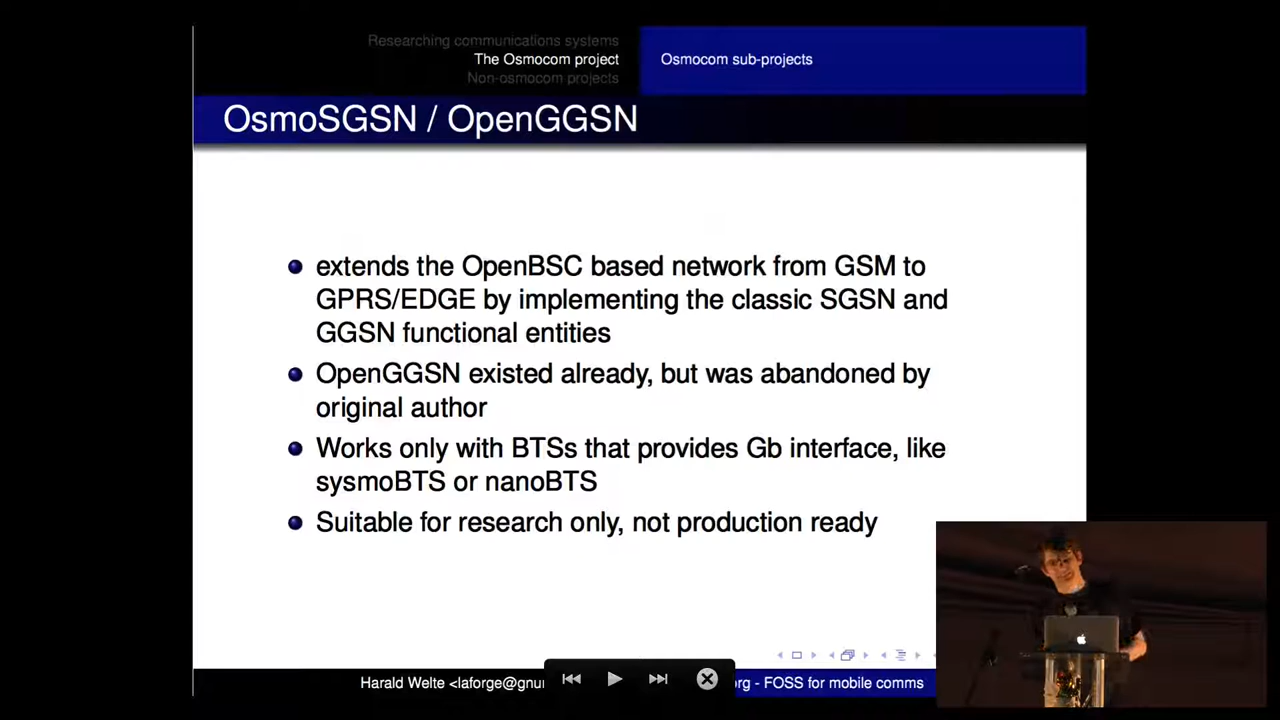 Researching communications systems
The Osmocom project
Non-osmocom projects
Osmocom sub-projects
OsmoSGSN / OpenGGSN
extends the OpenBSC based network from GSM to
GPRS/EDGE by implementing the classic SGSN and
GGSN functional entities
OpenGGSN existed already, but was abandoned by
original author
Works only with BTSs that provides Gb interface, like
sysmoBTS or nanoBTS
Suitable for research only, not production ready
Harald Welte <laforge@gnu
org - FOSS for mobile comms